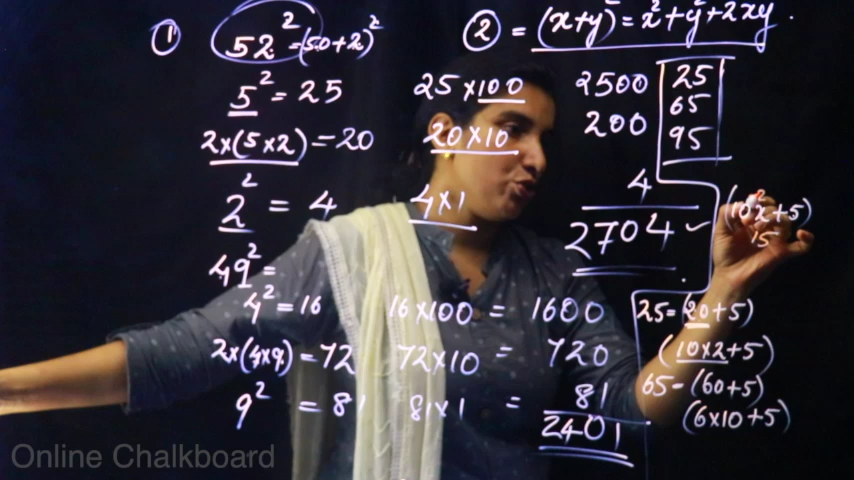 ① 52² = (50+2)²
② = (x+y)² = x²+y²+2xy.
5² = 25 25 × 100 2500
2×(5×2) = 20 20×10 200
2² = 4 4×1 4
2704 ✓
25
65
95
49² =
4² = 16 16×100 = 1600
2×(4×9) = 72 72×10 = 720
9² = 81 81×1 = 81
2401
(10x+5)
15
25 = (20+5)
(10×2+5)
65 - (60+5)
(6×10+5)
Online Chalkboard